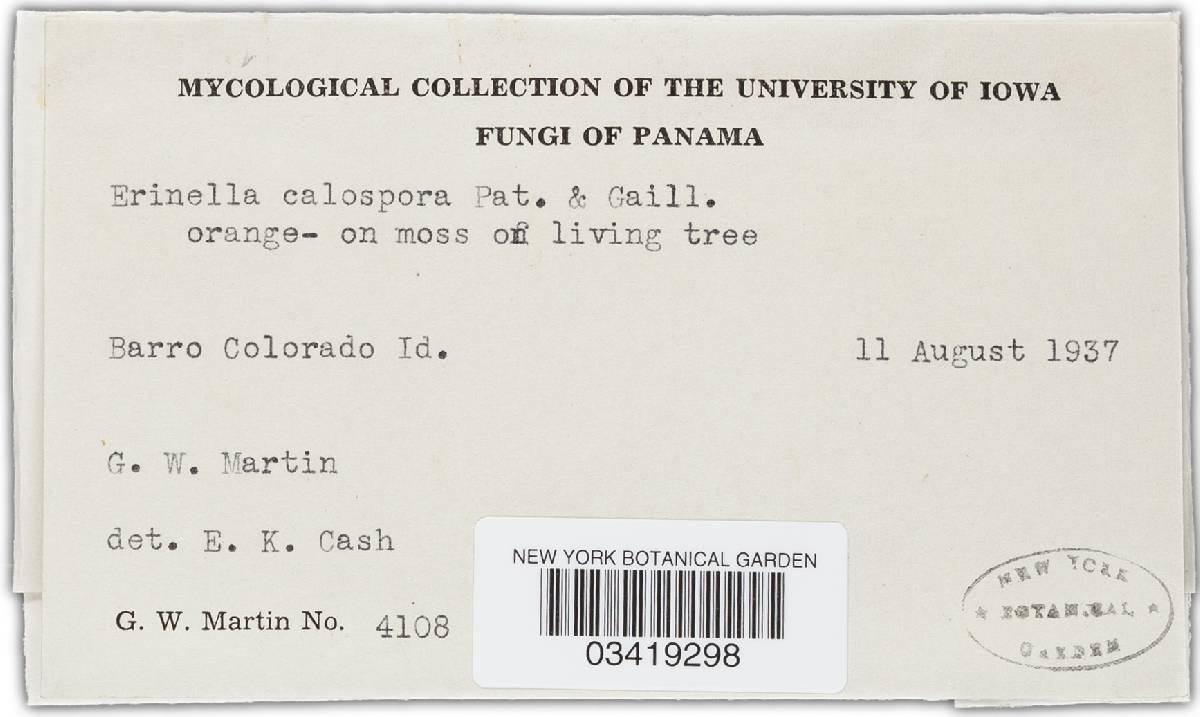 MYCOLOGICAL COLLECTION OF THE UNIVERSITY OF IOWA
FUNGI OF PANAMA
Erinella calospora Pat. & Gaill.
orange- on moss on living tree
Barro Colorado Id.
11 August 1937
G. W. Martin
det. E. K. Cash
G. W. Martin No. 4108
NEW YORK BOTANICAL GARDEN
03419298
NEW YORK
BOTANICAL
GARDEN